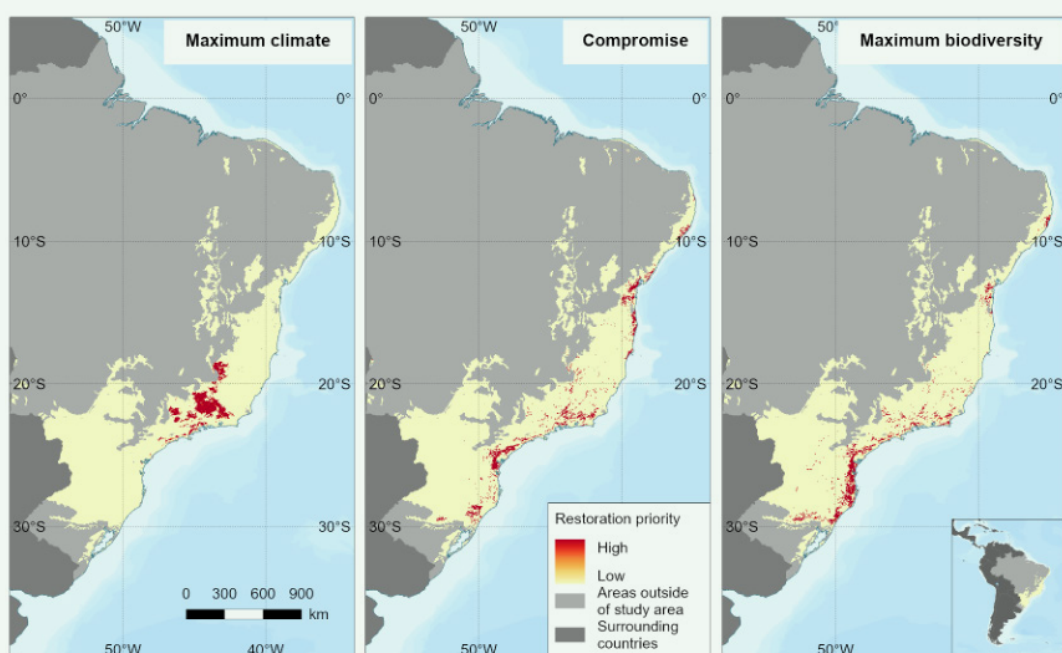 Maximum climate
50°W
0°
0°
10°S
10°S
20°S
20°S
30°S
30°S
0 300 600 900
km
50°W
40°W
Compromise
50°W
0°
10°S
20°S
30°S
50°W
Restoration priority
High
Low
Areas outside
of study area
Surrounding
countries
Maximum biodiversity
50°
0°
0°
10°S
10°S
20°S
20°S
30°S
30°S
50°W